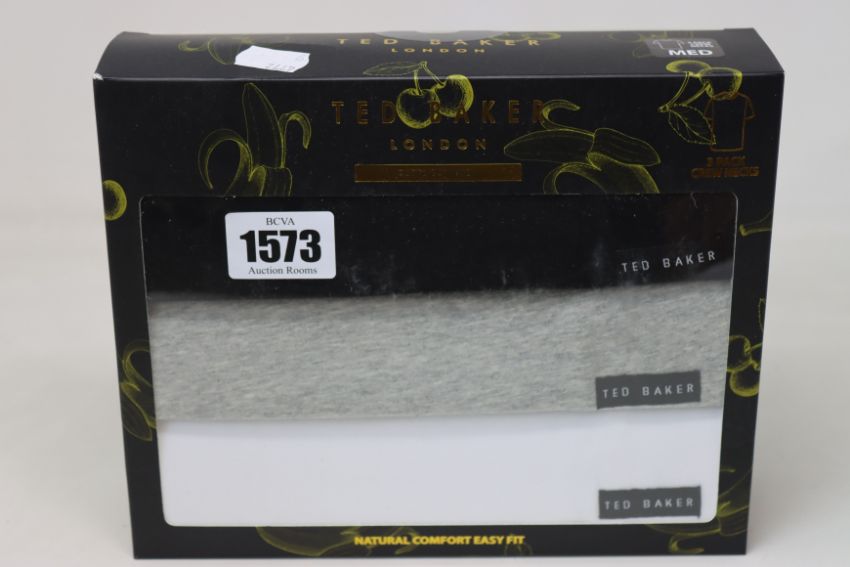 TED BAKER
LONDON
MED
TED BAKER
LONDON
3 PACK
CREW NECKS
BCVA
1573
Auction Rooms
TED BAKER
TED BAKER
TED BAKER
NATURAL COMFORT EASY FIT